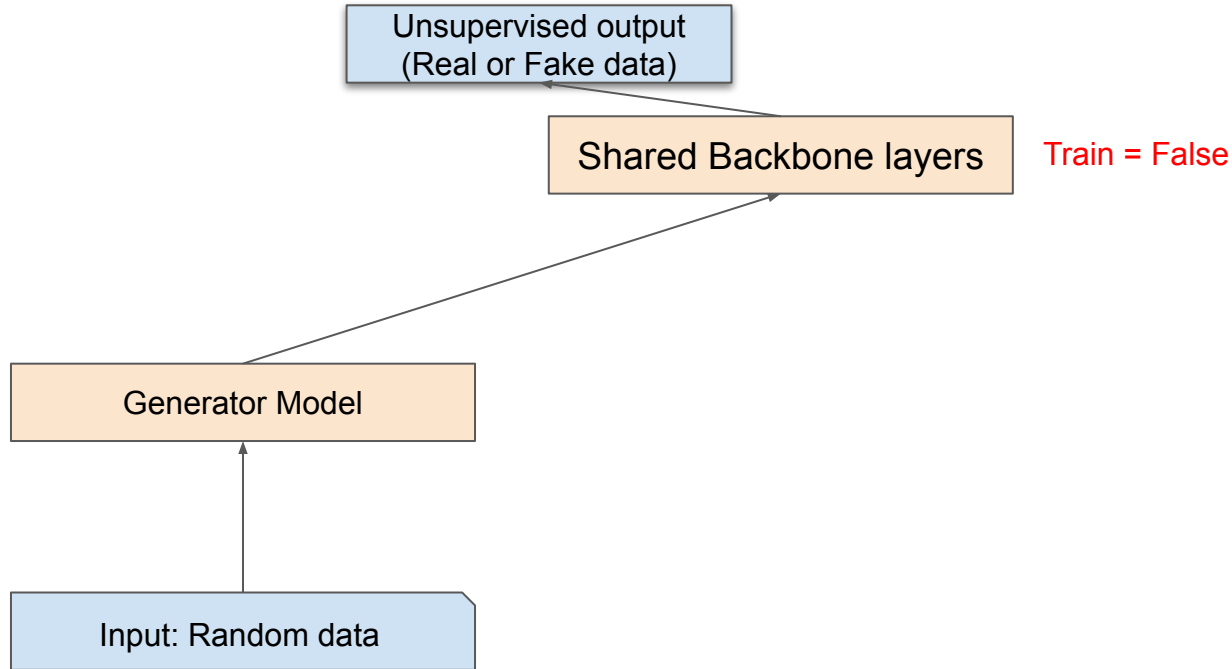 Unsupervised output
(Real or Fake data)
Shared Backbone layers
Train = False
Generator Model
Input: Random data